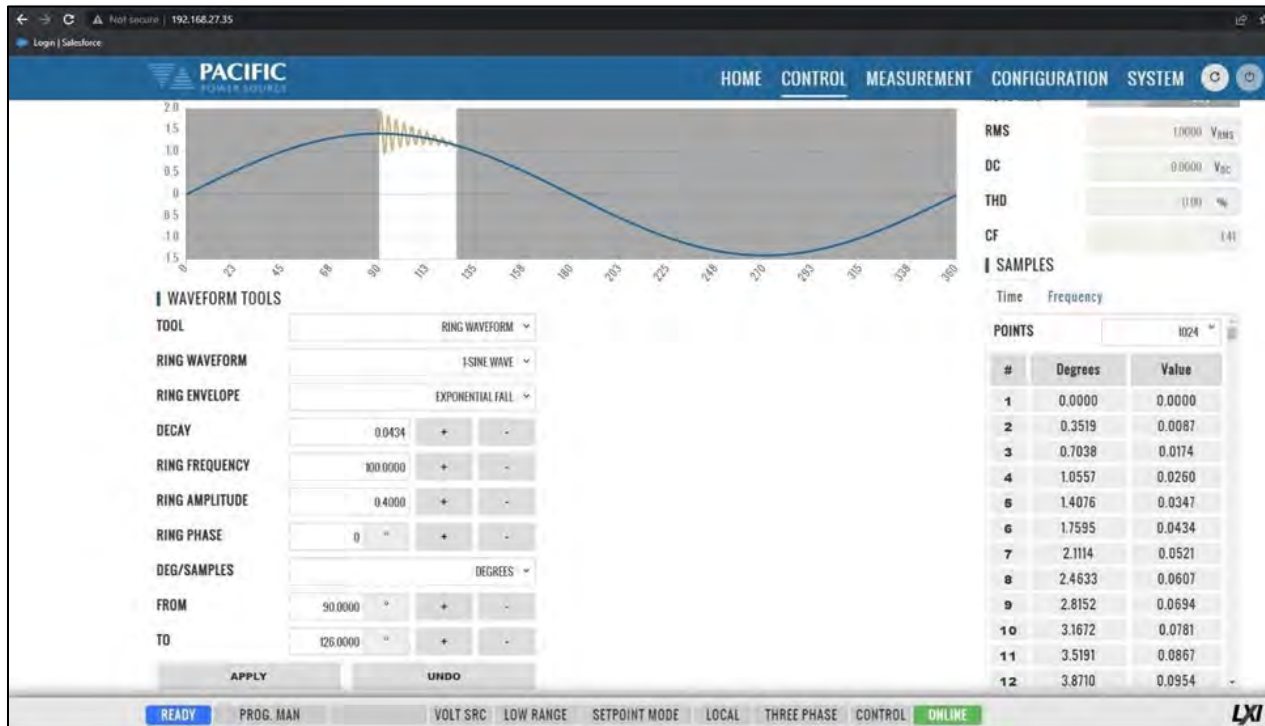 Not secure | 192.168.27.35
Login | Salesforce
PACIFIC
POWER SOURCE
HOME CONTROL MEASUREMENT CONFIGURATION SYSTEM
2.0
1.5
1.0
0.5
0
0.5
-1.0
1.5
0 23 45 68 90 113 135 158 180 203 225 248 270 293 315 338 360
RMS 1.0000 VRMS
DC 0.0000 VDC
THD 0.00 %
CF 1.41
SAMPLES
Time Frequency
POINTS 1024
# Degrees Value
1 0.0000 0.0000
2 0.3519 0.0087
3 0.7038 0.0174
4 1.0557 0.0260
5 1.4076 0.0347
6 1.7595 0.0434
7 2.1114 0.0521
8 2.4633 0.0607
9 2.8152 0.0694
10 3.1672 0.0781
11 3.5191 0.0867
12 3.8710 0.0954
WAVEFORM TOOLS
TOOL RING WAVEFORM
RING WAVEFORM 1-SINE WAVE
RING ENVELOPE EXPONENTIAL FALL
DECAY 0.0434 + -
RING FREQUENCY 100.0000 + -
RING AMPLITUDE 0.4000 + -
RING PHASE 0 ° + -
DEG/SAMPLES DEGREES
FROM 90.0000 ° + -
TO 126.0000 ° + -
APPLY UNDO
READY PROG. MAN VOLT SRC LOW RANGE SETPOINT MODE LOCAL THREE PHASE CONTROL ONLINE LXI